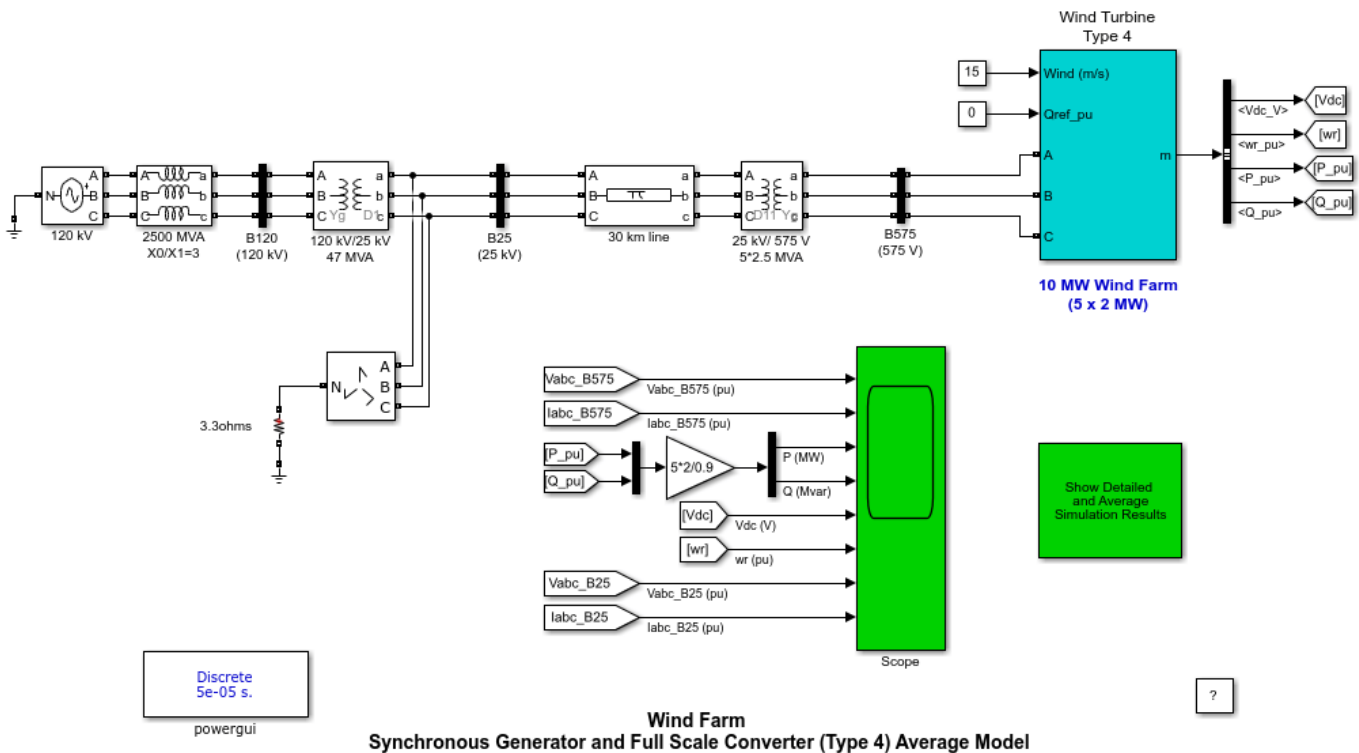 Wind Turbine
Type 4
15
Wind (m/s)
0
Qref_pu
A
B
C
m
<Vdc_V>
[Vdc]
<wr_pu>
[wr]
<P_pu>
[P_pu]
<Q_pu>
[Q_pu]
10 MW Wind Farm
(5 x 2 MW)
N
A
B
C
120 kV
A
B
C
a
b
c
2500 MVA
X0/X1=3
B120
(120 kV)
A
B
C
Yg
D1
a
b
c
120 kV/25 kV
47 MVA
B25
(25 kV)
A
B
C
a
b
c
30 km line
A
B
C
D11
Yg
a
b
c
25 kV/ 575 V
5*2.5 MVA
B575
(575 V)
N
A
B
C
3.3ohms
Vabc_B575
Vabc_B575 (pu)
Iabc_B575
Iabc_B575 (pu)
[P_pu]
[Q_pu]
5*2/0.9
P (MW)
Q (Mvar)
[Vdc]
Vdc (V)
[wr]
wr (pu)
Vabc_B25
Vabc_B25 (pu)
Iabc_B25
Iabc_B25 (pu)
Scope
Show Detailed
and Average
Simulation Results
Discrete
5e-05 s.
powergui
?
Wind Farm
Synchronous Generator and Full Scale Converter (Type 4) Average Model